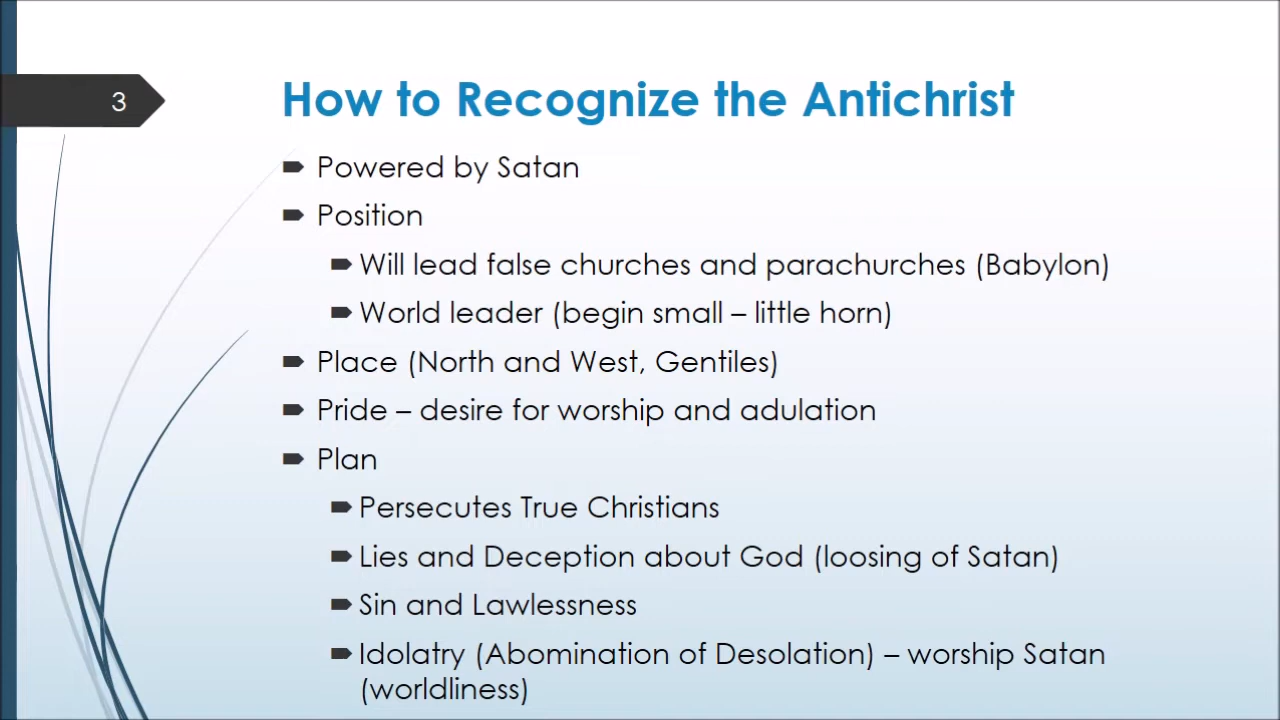 3
How to Recognize the Antichrist
Powered by Satan
Position
Will lead false churches and parachurches (Babylon)
World leader (begin small – little horn)
Place (North and West, Gentiles)
Pride – desire for worship and adulation
Plan
Persecutes True Christians
Lies and Deception about God (loosing of Satan)
Sin and Lawlessness
Idolatry (Abomination of Desolation) – worship Satan
(worldliness)